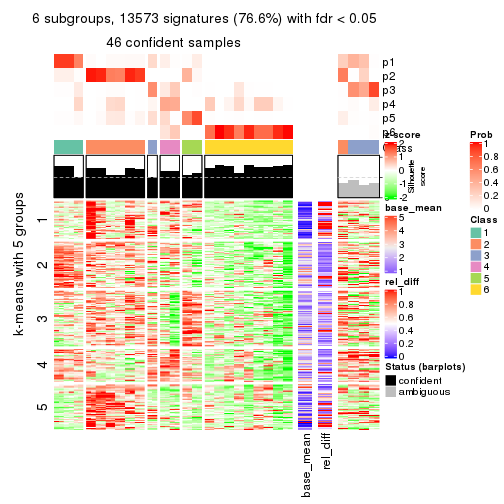 6 subgroups, 13573 signatures (76.6%) with fdr < 0.05
46 confident samples
p1
p2
p3
p4
p5
p6
Class
Silhouette
score
k-means with 5 groups
1
2
3
4
5
base_mean
rel_diff
z-score
2
1
0
-1
-2
base_mean
5
4
3
2
1
rel_diff
1
0.8
0.6
0.4
0.2
0
Status (barplots)
confident
ambiguous
Prob
1
0.8
0.6
0.4
0.2
0
Class
1
2
3
4
5
6